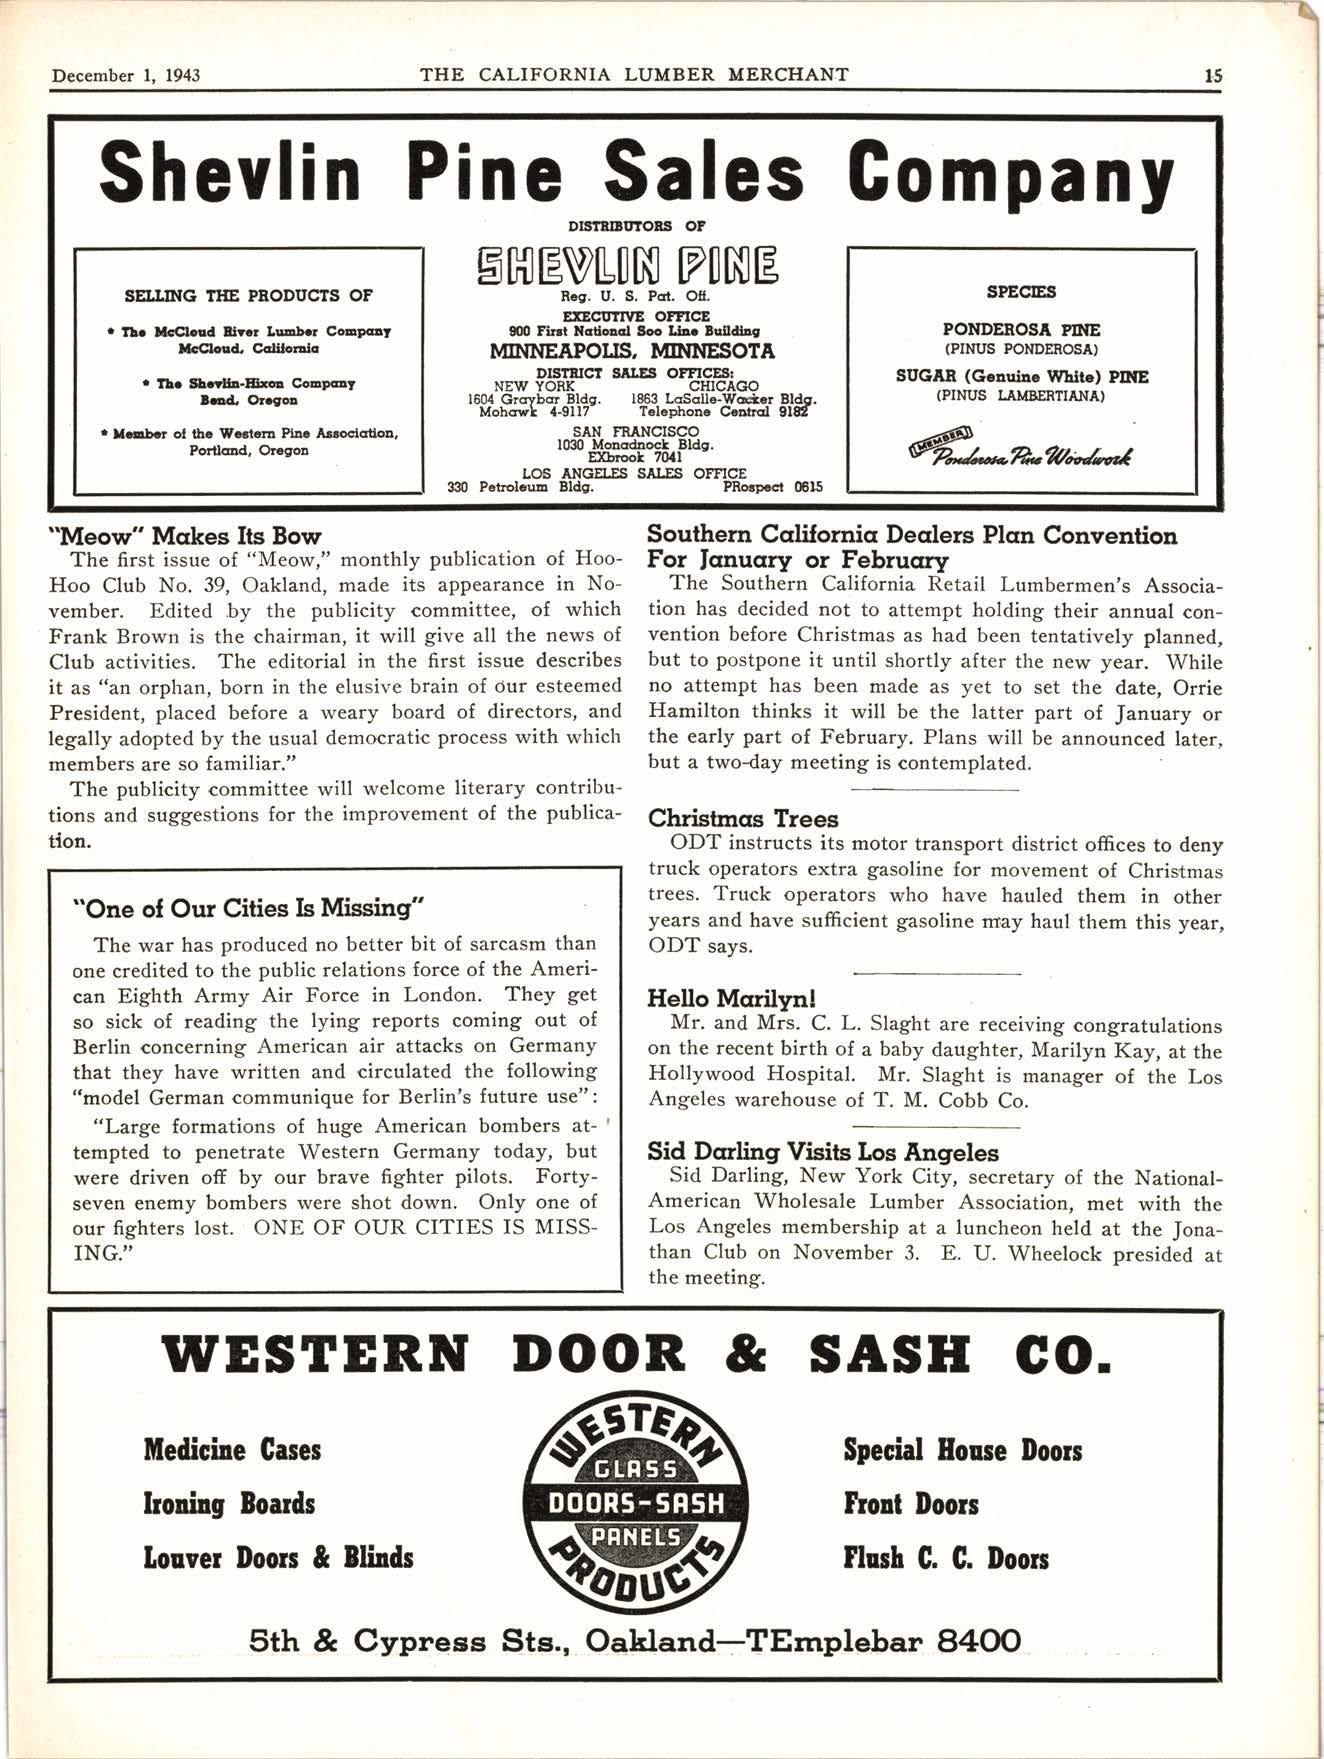 December 1, 1943 THE CALIFORNIA LUMBER MERCHANT 15
Shevlin Pine Sales Company
DISTRIBUTORS OF
SHEVLIN PINE
Reg. U. S. Pat. Off.
EXECUTIVE OFFICE
900 First National Soo Line Building
MINNEAPOLIS, MINNESOTA
DISTRICT SALES OFFICES:
NEW YORK CHICAGO
1604 Graybar Bldg. 1863 LaSalle-Wacker Bldg.
Mohawk 4-9117 Telephone Central 9182
SAN FRANCISCO
1030 Monadnock Bldg.
EXbrook 7041
LOS ANGELES SALES OFFICE
330 Petroleum Bldg. PRospect 0615
SELLING THE PRODUCTS OF
* The McCloud River Lumber Company
McCloud, California
* The Shevlin-Hixon Company
Bend, Oregon
* Member of the Western Pine Association,
Portland, Oregon
SPECIES
PONDEROSA PINE
(PINUS PONDEROSA)
SUGAR (Genuine White) PINE
(PINUS LAMBERTIANA)
MEMBER
Ponderosa Pine Woodwork
"Meow" Makes Its Bow
The first issue of "Meow," monthly publication of Hoo-
Hoo Club No. 39, Oakland, made its appearance in No-
vember. Edited by the publicity committee, of which
Frank Brown is the chairman, it will give all the news of
Club activities. The editorial in the first issue describes
it as "an orphan, born in the elusive brain of our esteemed
President, placed before a weary board of directors, and
legally adopted by the usual democratic process with which
members are so familiar."
The publicity committee will welcome literary contribu-
tions and suggestions for the improvement of the publica-
tion.
"One of Our Cities Is Missing"
The war has produced no better bit of sarcasm than
one credited to the public relations force of the Ameri-
can Eighth Army Air Force in London. They get
so sick of reading the lying reports coming out of
Berlin concerning American air attacks on Germany
that they have written and circulated the following
"model German communique for Berlin's future use":
"Large formations of huge American bombers at-
tempted to penetrate Western Germany today, but
were driven off by our brave fighter pilots. Forty-
seven enemy bombers were shot down. Only one of
our fighters lost. ONE OF OUR CITIES IS MISS-
ING."
Southern California Dealers Plan Convention
For January or February
The Southern California Retail Lumbermen's Associa-
tion has decided not to attempt holding their annual con-
vention before Christmas as had been tentatively planned,
but to postpone it until shortly after the new year. While
no attempt has been made as yet to set the date, Orrie
Hamilton thinks it will be the latter part of January or
the early part of February. Plans will be announced later,
but a two-day meeting is contemplated.
Christmas Trees
ODT instructs its motor transport district offices to deny
truck operators extra gasoline for movement of Christmas
trees. Truck operators who have hauled them in other
years and have sufficient gasoline may haul them this year,
ODT says.
Hello Marilyn!
Mr. and Mrs. C. L. Slaght are receiving congratulations
on the recent birth of a baby daughter, Marilyn Kay, at the
Hollywood Hospital. Mr. Slaght is manager of the Los
Angeles warehouse of T. M. Cobb Co.
Sid Darling Visits Los Angeles
Sid Darling, New York City, secretary of the National-
American Wholesale Lumber Association, met with the
Los Angeles membership at a luncheon held at the Jona-
than Club on November 3. E. U. Wheelock presided at
the meeting.
WESTERN DOOR & SASH CO.
Medicine Cases
Ironing Boards
Louver Doors & Blinds
WESTERN
GLASS
DOORS-SASH
PANELS
PRODUCTS
Special House Doors
Front Doors
Flush C. C. Doors
5th & Cypress Sts., Oakland—TEmplebar 8400